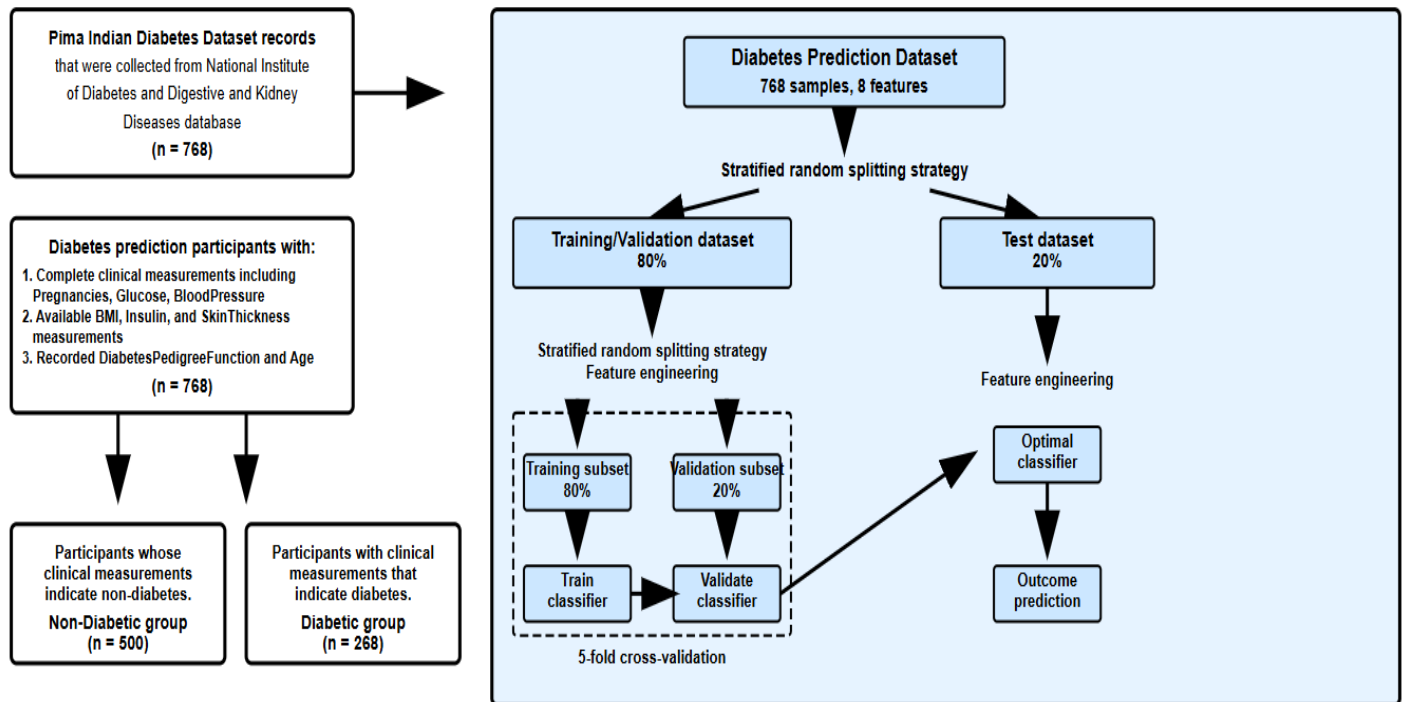 Pima Indian Diabetes Dataset records
that were collected from National Institute
of Diabetes and Digestive and Kidney
Diseases database
(n = 768)
Diabetes prediction participants with:
1. Complete clinical measurements including
Pregnancies, Glucose, BloodPressure
2. Available BMI, Insulin, and SkinThickness
measurements
3. Recorded DiabetesPedigreeFunction and Age
(n = 768)
Participants whose
clinical measurements
indicate non-diabetes.
Non-Diabetic group
(n = 500)
Participants with clinical
measurements that
indicate diabetes.
Diabetic group
(n = 268)
Diabetes Prediction Dataset
768 samples, 8 features
Stratified random splitting strategy
Training/Validation dataset
80%
Test dataset
20%
Stratified random splitting strategy
Feature engineering
Feature engineering
Training subset
80%
Validation subset
20%
Optimal
classifier
Train
classifier
Validate
classifier
Outcome
prediction
5-fold cross-validation